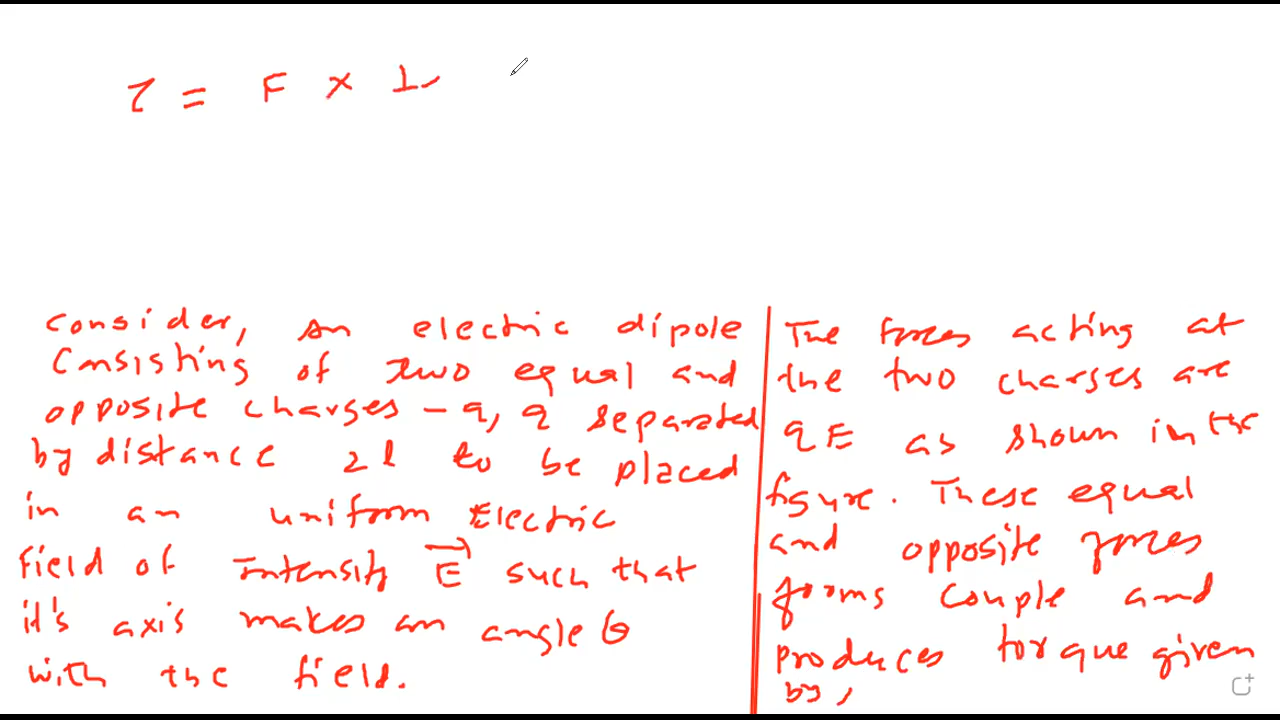 τ = F × ⊥
Consider, an electric dipole
Consisting of two equal and
opposite charges - q, q separated
by distance 2l to be placed
in an uniform Electric
Field of intensity E⃗ such that
it's axis makes an angle θ
with the field.
The forces acting at
the two charges are
qE as shown in the
figure. These equal
and opposite forces
forms couple and
produces torque given
by,